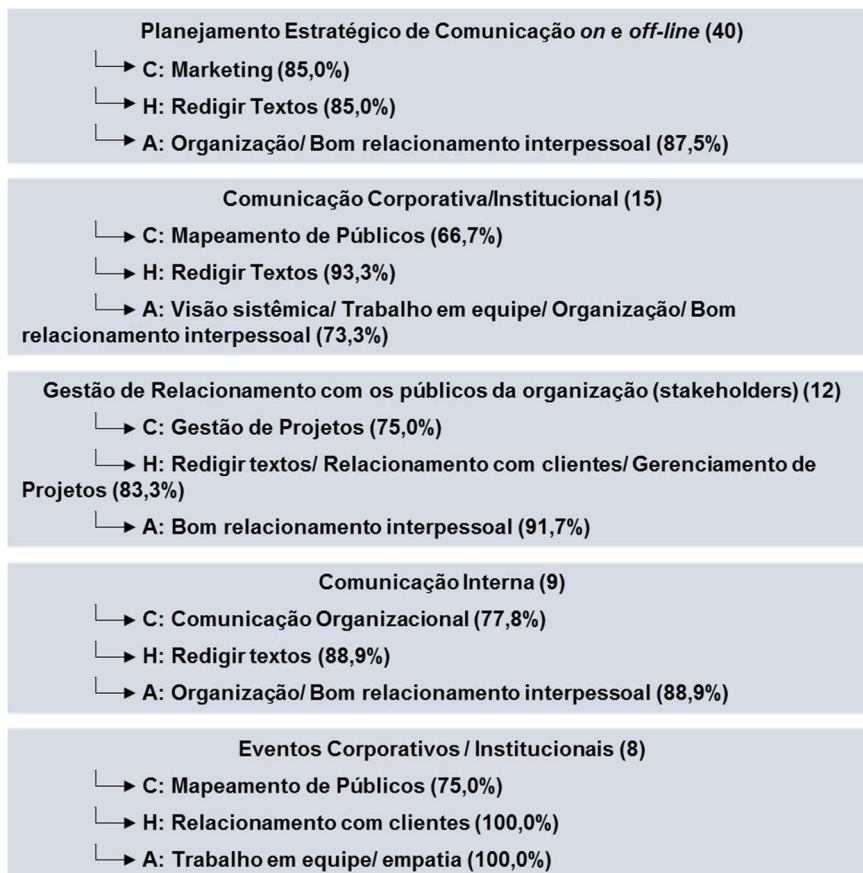 Planejamento Estratégico de Comunicação on e off-line (40)
C: Marketing (85,0%)
H: Redigir Textos (85,0%)
A: Organização/ Bom relacionamento interpessoal (87,5%)
Comunicação Corporativa/Institucional (15)
C: Mapeamento de Públicos (66,7%)
H: Redigir Textos (93,3%)
A: Visão sistêmica/ Trabalho em equipe/ Organização/ Bom
relacionamento interpessoal (73,3%)
Gestão de Relacionamento com os públicos da organização (stakeholders) (12)
C: Gestão de Projetos (75,0%)
H: Redigir textos/ Relacionamento com clientes/ Gerenciamento de
Projetos (83,3%)
A: Bom relacionamento interpessoal (91,7%)
Comunicação Interna (9)
C: Comunicação Organizacional (77,8%)
H: Redigir textos (88,9%)
A: Organização/ Bom relacionamento interpessoal (88,9%)
Eventos Corporativos / Institucionais (8)
C: Mapeamento de Públicos (75,0%)
H: Relacionamento com clientes (100,0%)
A: Trabalho em equipe/ empatia (100,0%)